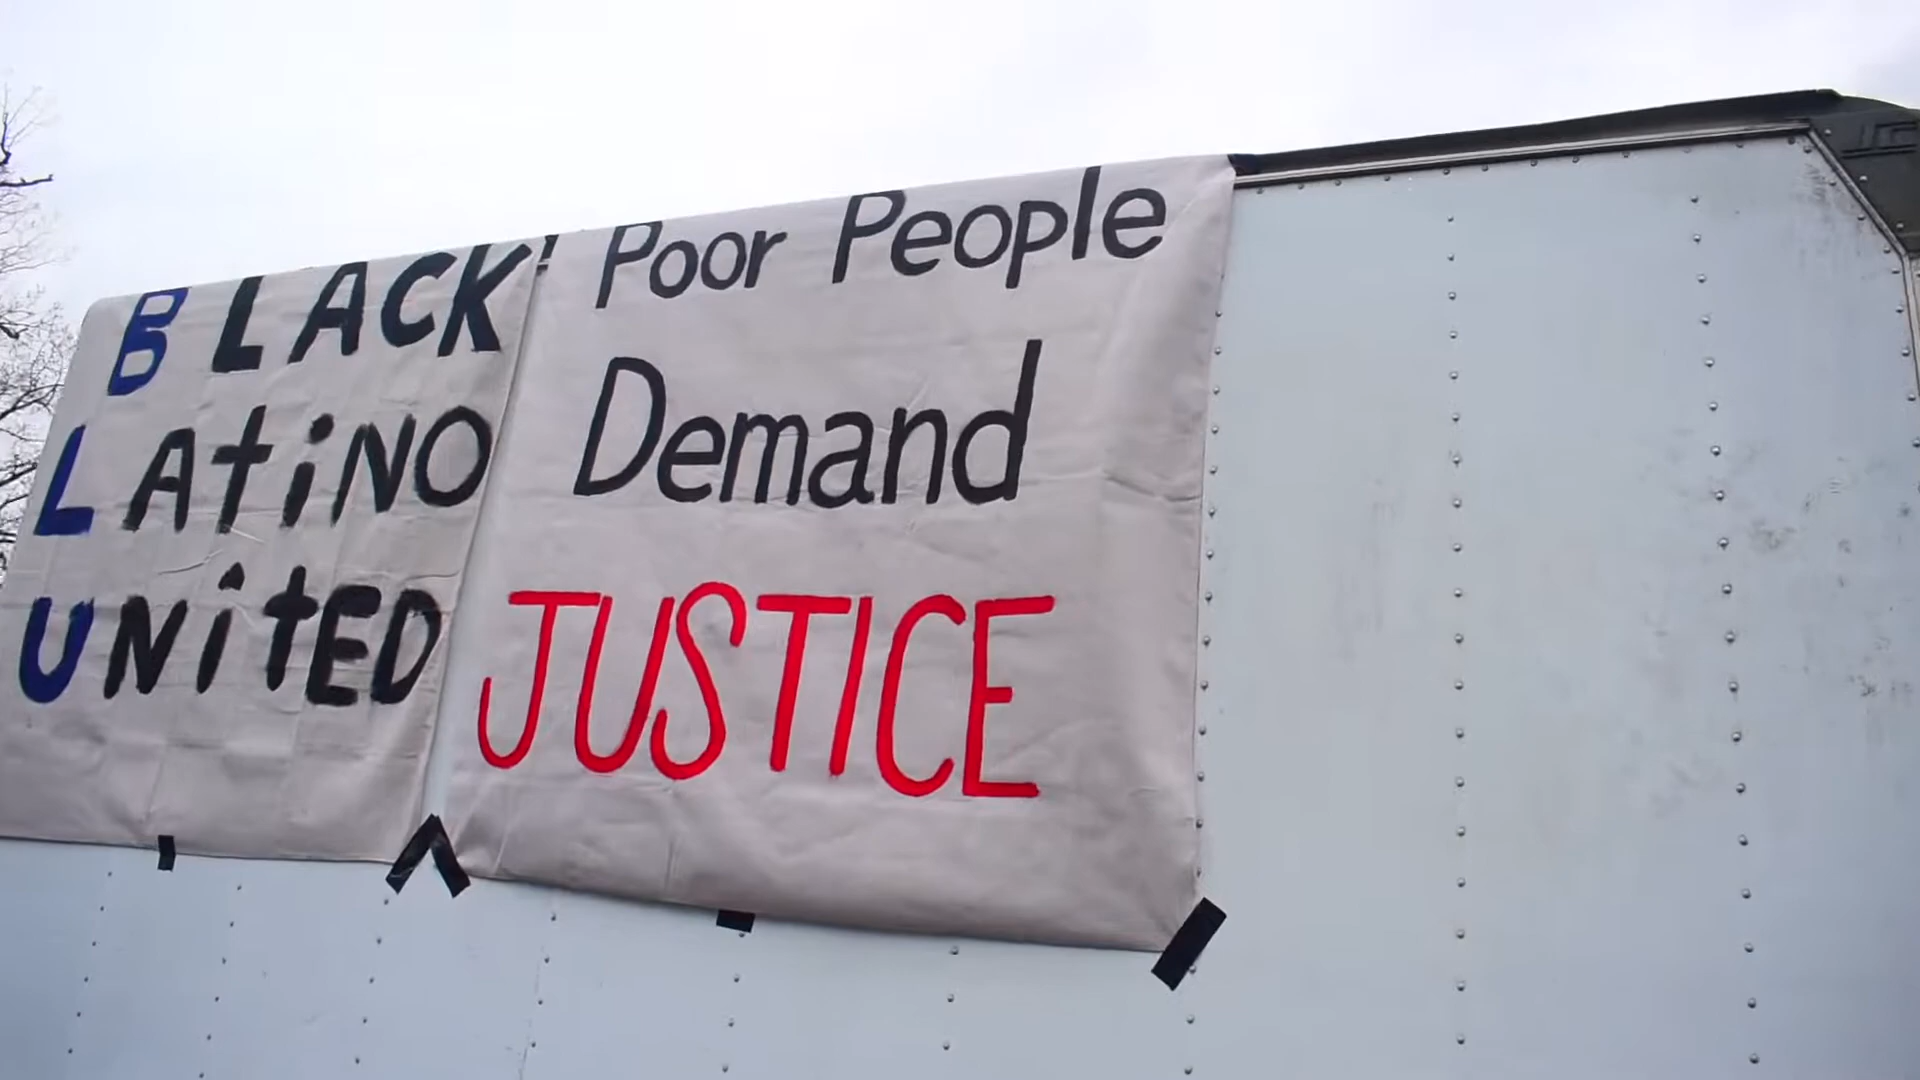 BLACK
LAtiNO
UNitED
Poor People
Demand
JUSTICE